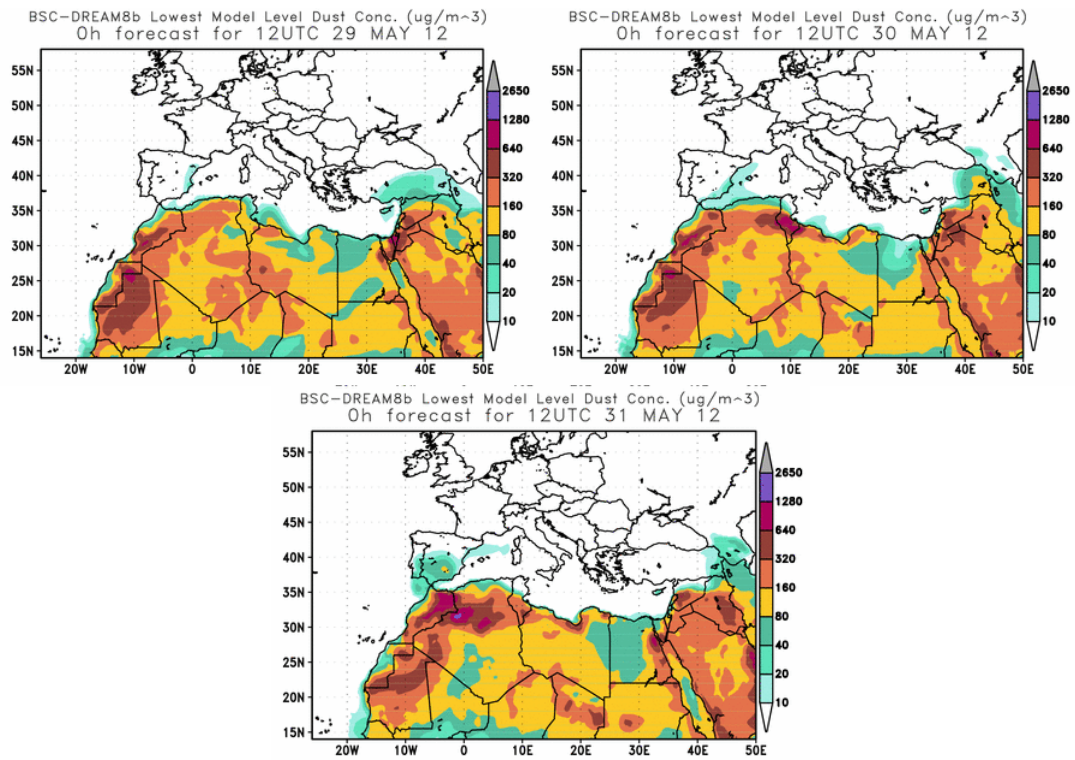 BSC-DREAM8b Lowest Model Level Dust Conc. (ug/m^3)
0h forecast for 12UTC 29 MAY 12
55N
50N
45N
40N
35N
30N
25N
20N
15N
20W 10W 0 10E 20E 30E 40E 50E
2650
1280
640
320
160
80
40
20
10
BSC-DREAM8b Lowest Model Level Dust Conc. (ug/m^3)
0h forecast for 12UTC 30 MAY 12
55N
50N
45N
40N
35N
30N
25N
20N
15N
20W 10W 0 10E 20E 30E 40E 50E
2650
1280
640
320
160
80
40
20
10
BSC-DREAM8b Lowest Model Level Dust Conc. (ug/m^3)
0h forecast for 12UTC 31 MAY 12
55N
50N
45N
40N
35N
30N
25N
20N
15N
20W 10W 0 10E 20E 30E 40E 50E
2650
1280
640
320
160
80
40
20
10